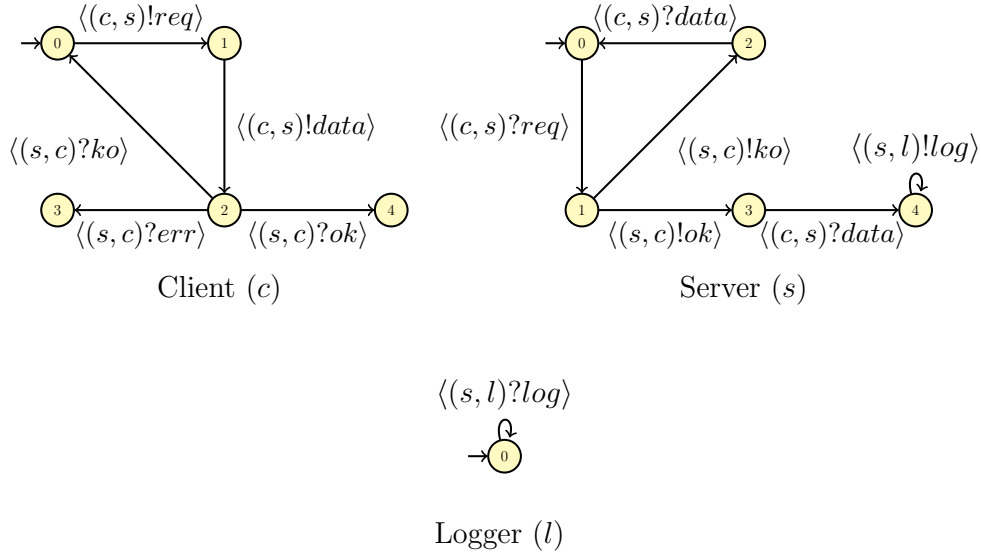 ⟨(c, s)!req⟩
⟨(c, s)?data⟩
0
1
0
2
⟨(c, s)!data⟩
⟨(c, s)?req⟩
⟨(s, c)?ko⟩
⟨(s, c)!ko⟩
⟨(s, l)!log⟩
3
2
4
1
3
4
⟨(s, c)?err⟩
⟨(s, c)?ok⟩
⟨(s, c)!ok⟩
⟨(c, s)?data⟩
Client (c)
Server (s)
⟨(s, l)?log⟩
0
Logger (l)